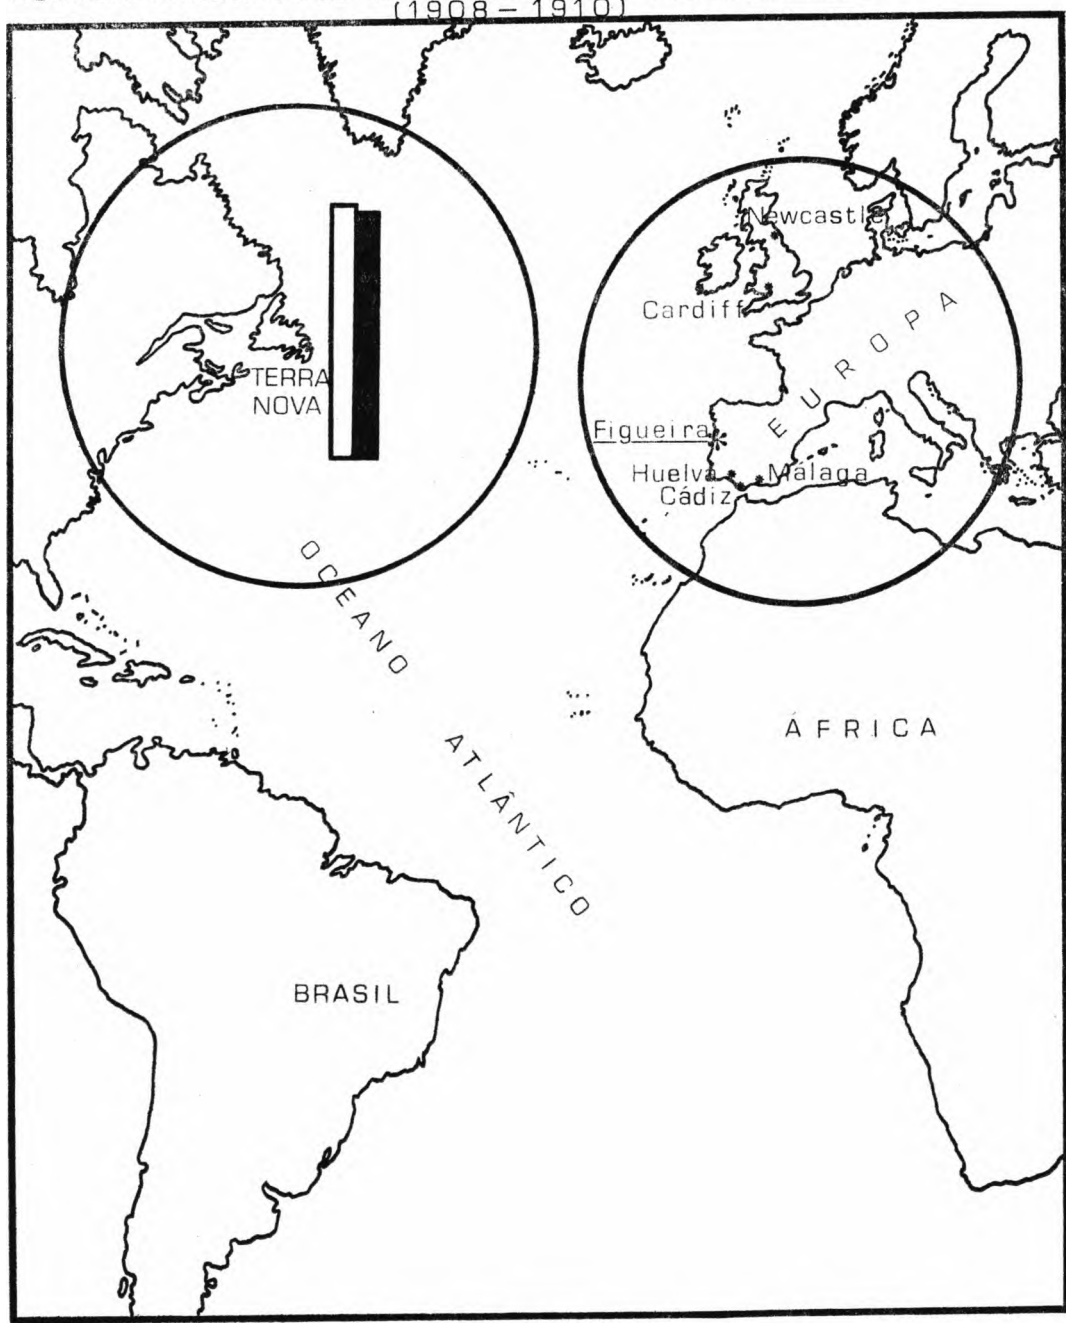 (1908-1910)
Newcastle
Cardiff
EUROPA
TERRA
NOVA
Figueira
Huelva
Málaga
Cádiz
OCEANO
ATLÂNTICO
ÁFRICA
BRASIL